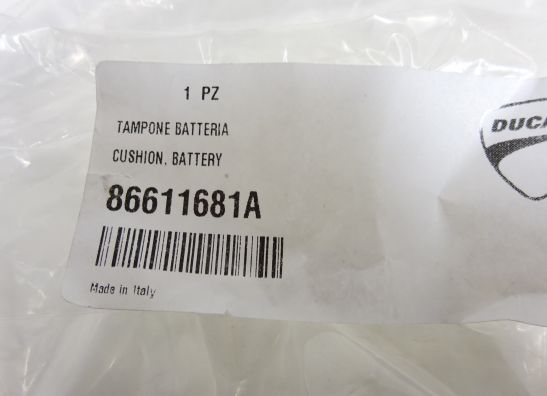 1 PZ
TAMPONE BATTERIA
CUSHION, BATTERY
86611681A
Made in Italy
DUCA